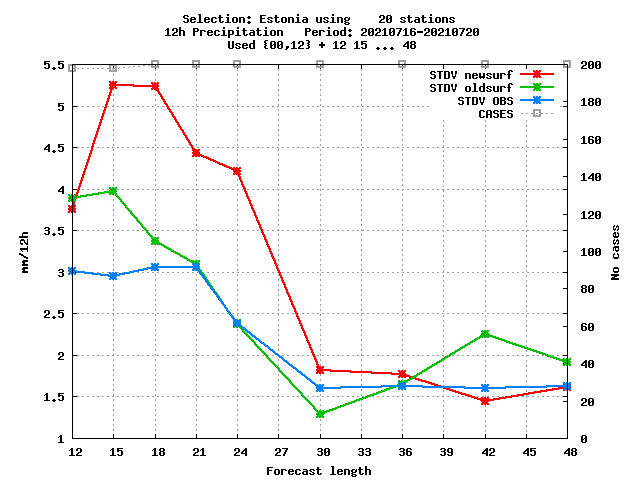 Selection: Estonia using    20 stations
12h Precipitation   Period: 20210716-20210720
Used {00,12} + 12 15 ... 48
STDV newsurf
STDV oldsurf
STDV OBS
CASES
5.5
5
4.5
4
3.5
3
2.5
2
1.5
1
mm/12h
200
180
160
140
120
100
80
60
40
20
0
No cases
12 15 18 21 24 27 30 33 36 39 42 45 48
Forecast length